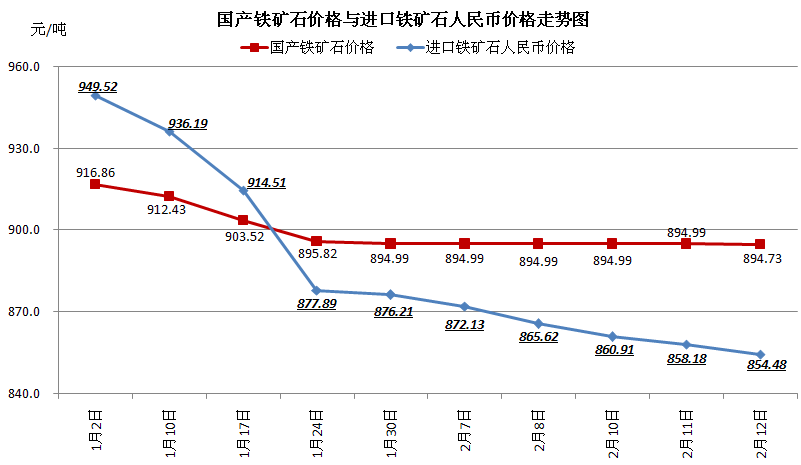 国产铁矿石价格与进口铁矿石人民币价格走势图
元/吨
国产铁矿石价格 进口铁矿石人民币价格
960.0
930.0
900.0
870.0
840.0
949.52
936.19
916.86
914.51
912.43
903.52
895.82
894.99
894.99
894.99
894.99
894.99
894.73
877.89
876.21
872.13
865.62
860.91
858.18
854.48
1月2日
1月10日
1月17日
1月24日
1月30日
2月7日
2月8日
2月10日
2月11日
2月12日